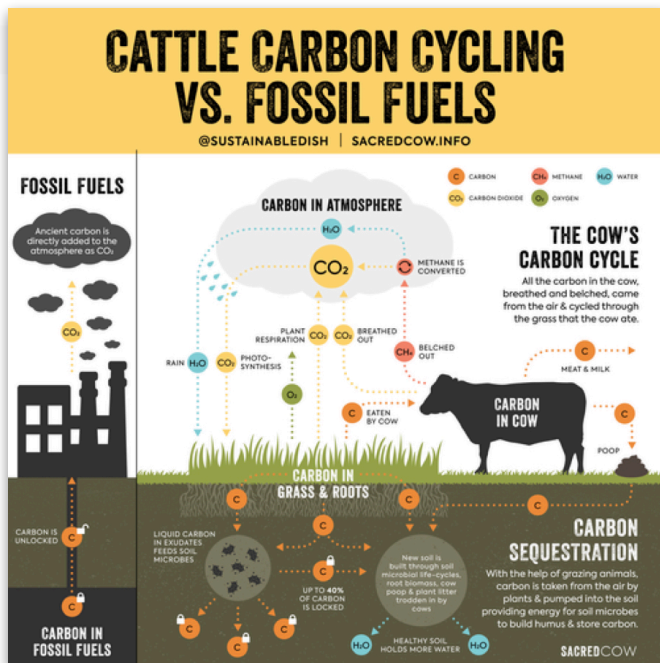 CATTLE CARBON CYCLING
VS. FOSSIL FUELS
@SUSTAINABLEDISH | SACREDCOW.INFO
FOSSIL FUELS
Ancient carbon is
directly added to the
atmosphere as CO₂
CO₂
CARBON IS
UNLOCKED
C
C
CARBON IN
FOSSIL FUELS
C CARBON
CH₄ METHANE
H₂O WATER
CO₂ CARBON DIOXIDE
O₂ OXYGEN
CARBON IN ATMOSPHERE
H₂O
CO₂
METHANE IS
CONVERTED
THE COW'S
CARBON CYCLE
All the carbon in the cow,
breathed and belched, came
from the air & cycled through
the grass that the cow ate.
RAIN H₂O
CO₂ PHOTO-
SYNTHESIS
O₂
PLANT
RESPIRATION
CO₂
CO₂ BREATHED
OUT
CH₄ BELCHED
OUT
C EATEN
BY COW
CARBON
IN COW
C
MEAT & MILK
C
POOP
CARBON IN
GRASS & ROOTS
C
C
C
C
LIQUID CARBON
IN EXUDATES
FEEDS SOIL
MICROBES
C
UP TO 40%
OF CARBON
IS LOCKED
C
C
C
New soil is
built through soil
microbial life-cycles,
root biomass, cow
poop & plant litter
trodden in by
cows
H₂O
HEALTHY SOIL
HOLDS MORE WATER
H₂O
CARBON
SEQUESTRATION
With the help of grazing animals,
carbon is taken from the air by
plants & pumped into the soil
providing energy for soil microbes
to build humus & store carbon.
SACREDCOW